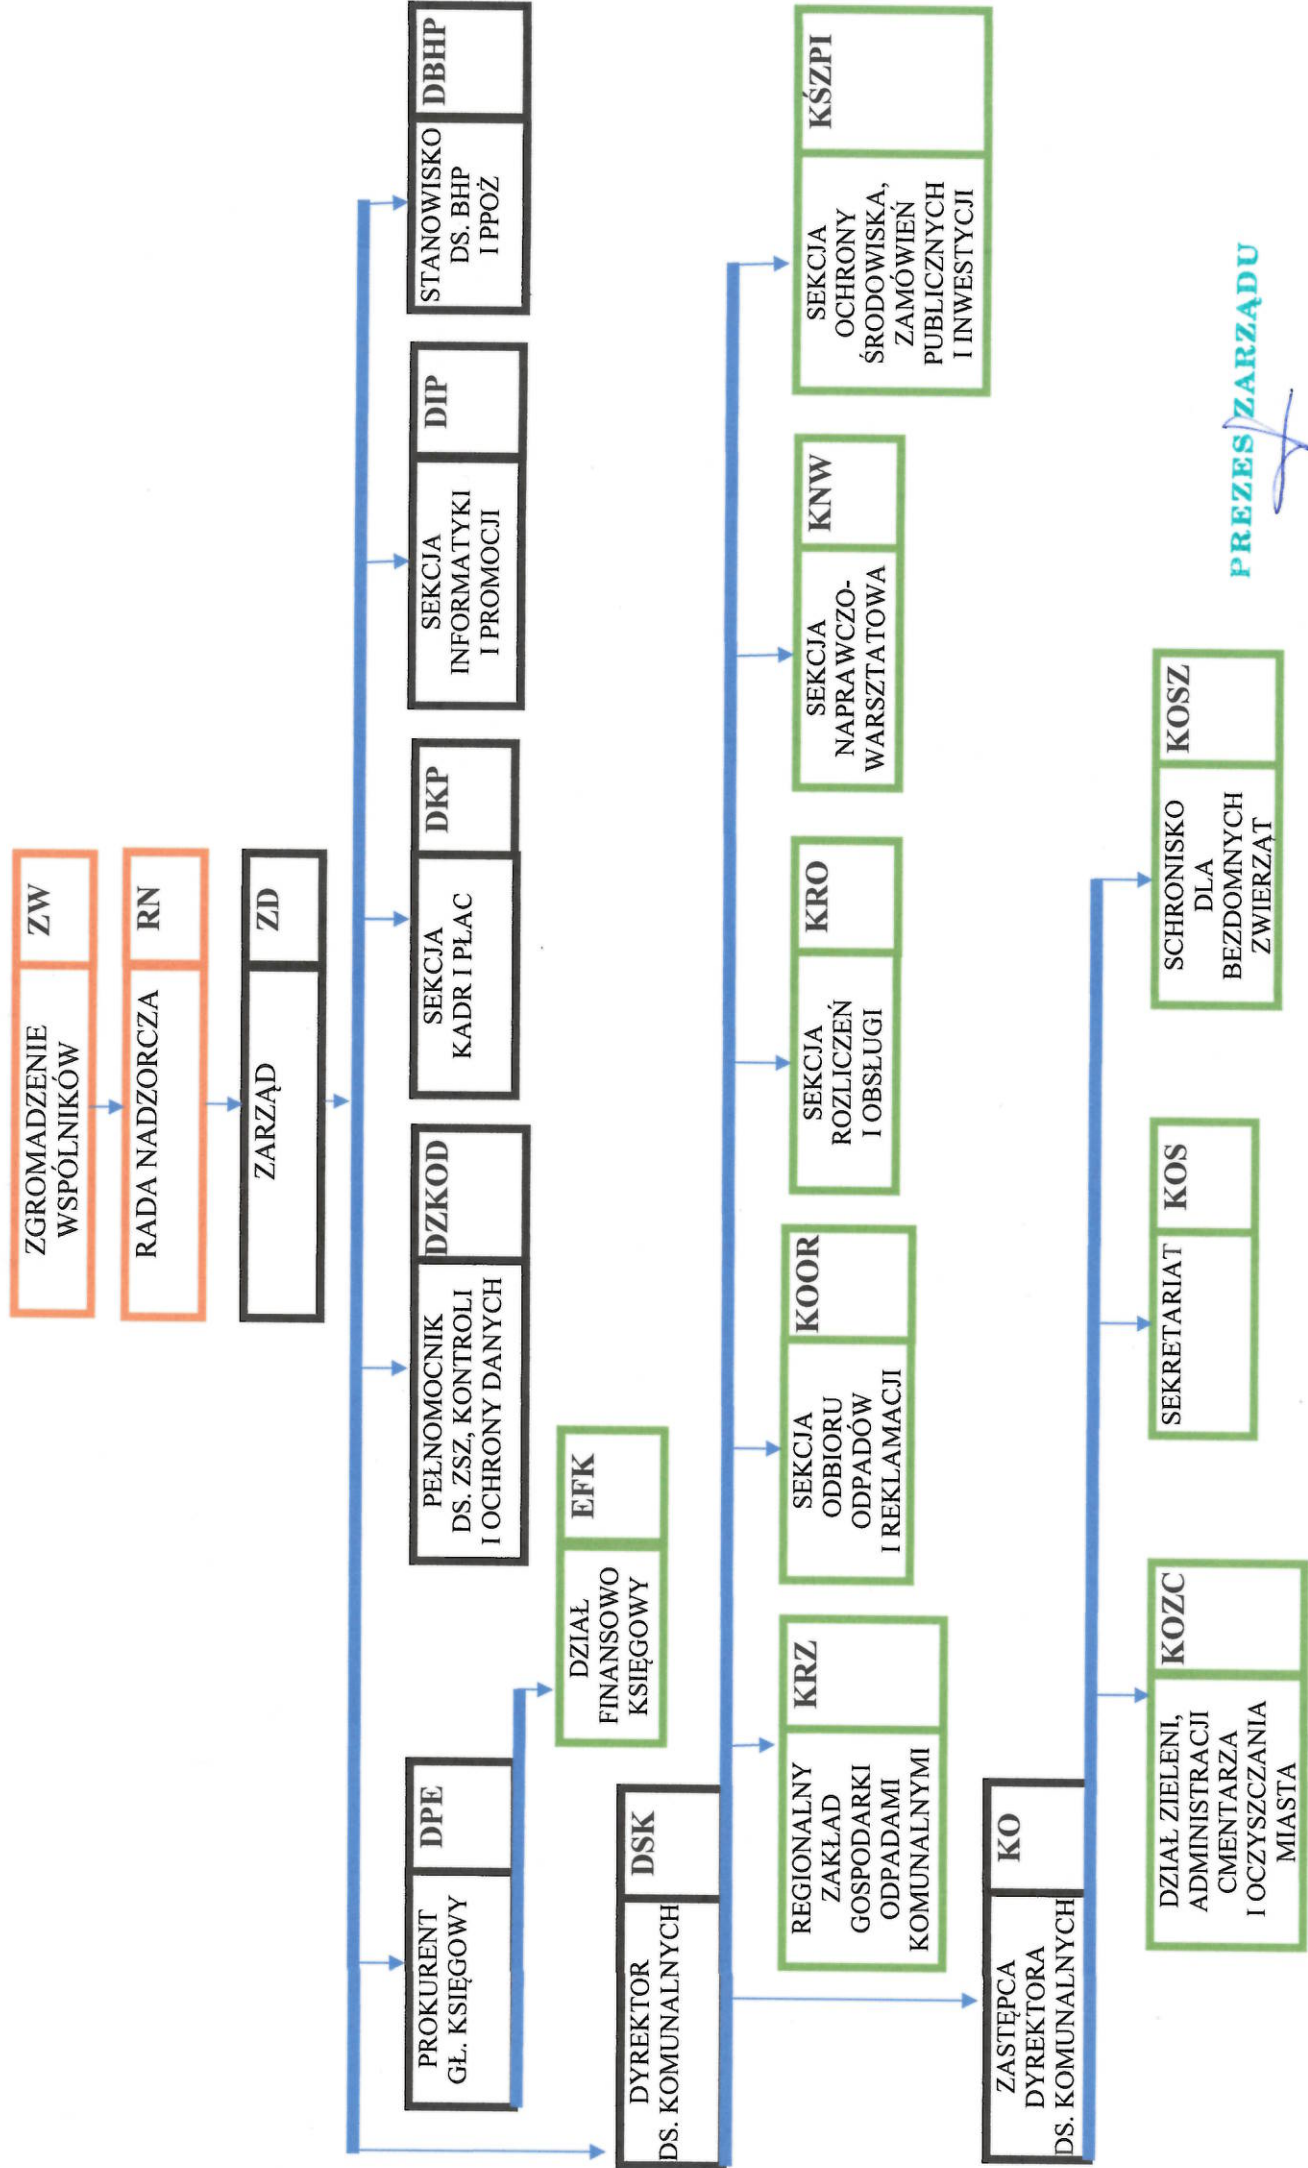 ZGROMADZENIE
WSPÓLNIKÓW
ZW
RADA NADZORCZA
RN
ZARZĄD
ZD
PROKURENT
GŁ. KSIĘGOWY
DPE
PEŁNOMOCNIK
DS. ZSZ, KONTROLI
I OCHRONY DANYCH
DZKOD
SEKCJA
KADR I PŁAC
DKP
SEKCJA
INFORMATYKI
I PROMOCJI
DIP
STANOWISKO
DS. BHP
I PPOŻ
DBHP
DZIAŁ
FINANSOWO
KSIĘGOWY
EFK
DYREKTOR
DS. KOMUNALNYCH
DSK
REGIONALNY
ZAKŁAD
GOSPODARKI
ODPADAMI
KOMUNALNYMI
KRZ
SEKCJA
ODBIORU
ODPADÓW
I REKLAMACJI
KOOR
SEKCJA
ROZLICZEŃ
I OBSŁUGI
KRO
SEKCJA
NAPRAWCZO-
WARSZTATOWA
KNW
SEKCJA
OCHRONY
ŚRODOWISKA,
ZAMÓWIEŃ
PUBLICZNYCH
I INWESTYCJI
KŚZPI
ZASTĘPCA
DYREKTORA
DS. KOMUNALNYCH
KO
DZIAŁ ZIELENI,
ADMINISTRACJI
CMENTARZA
I OCZYSZCZANIA
MIASTA
KOZC
SEKRETARIAT
KOS
SCHRONISKO
DLA
BEZDOMNYCH
ZWIERZĄT
KOSZ
PREZES ZARZĄDU